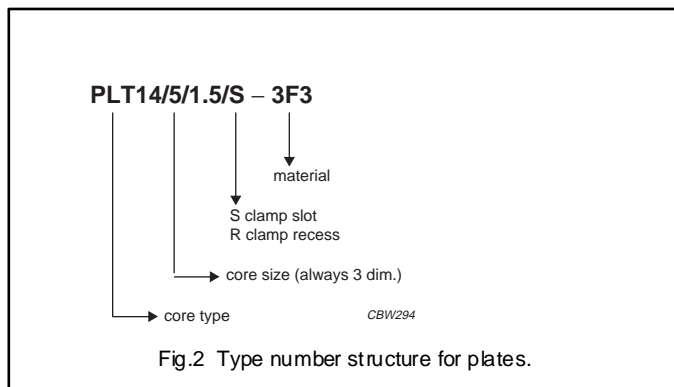 PLT14/5/1.5/S – 3F3
material
S clamp slot
R clamp recess
core size (always 3 dim.)
core type
CBW294
Fig.2 Type number structure for plates.